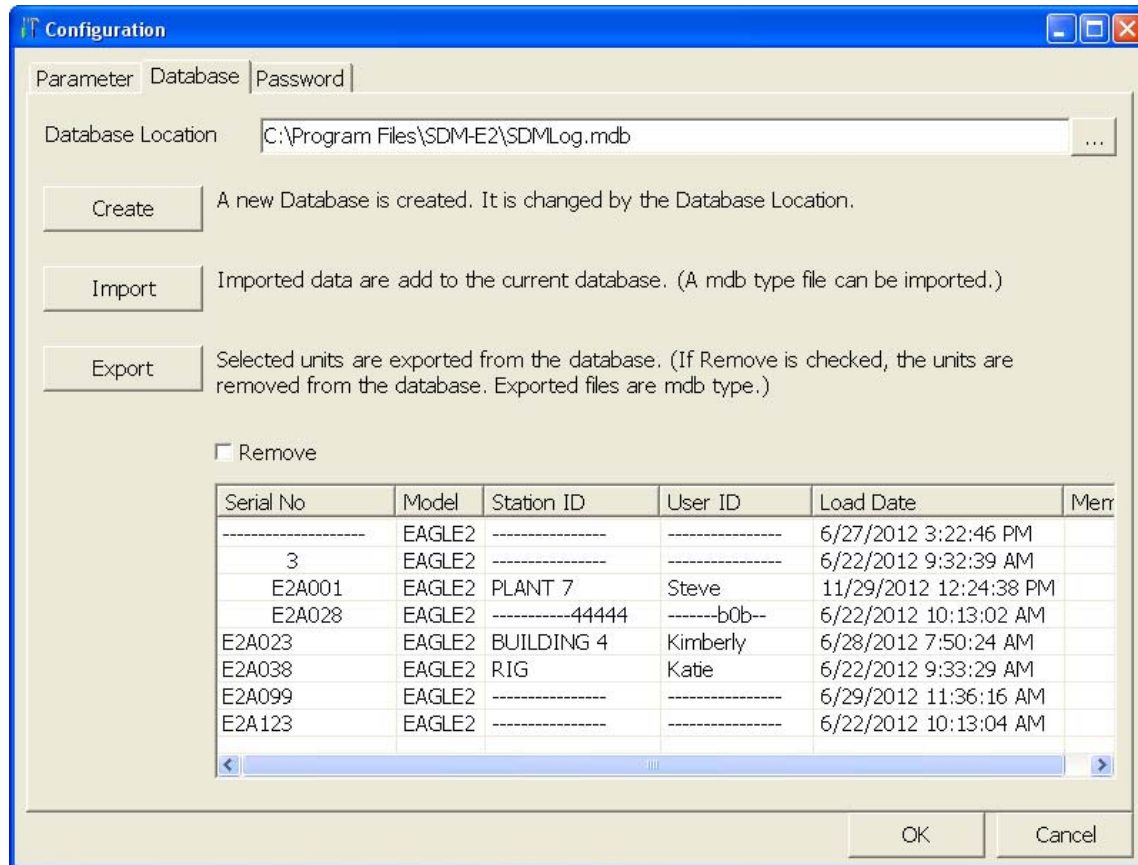 Configuration
Parameter Database Password
Database Location C:\Program Files\SDM-E2\SDMLog.mdb ...
Create A new Database is created. It is changed by the Database Location.
Import Imported data are add to the current database. (A mdb type file can be imported.)
Export Selected units are exported from the database. (If Remove is checked, the units are
removed from the database. Exported files are mdb type.)
Remove
Serial No Model Station ID User ID Load Date Mem
-------------------- EAGLE2 ---------------- ---------------- 6/27/2012 3:22:46 PM
3 EAGLE2 ---------------- ---------------- 6/22/2012 9:32:39 AM
E2A001 EAGLE2 PLANT 7 Steve 11/29/2012 12:24:38 PM
E2A028 EAGLE2 -----------44444 -------b0b-- 6/22/2012 10:13:02 AM
E2A023 EAGLE2 BUILDING 4 Kimberly 6/28/2012 7:50:24 AM
E2A038 EAGLE2 RIG Katie 6/22/2012 9:33:29 AM
E2A099 EAGLE2 ---------------- ---------------- 6/29/2012 11:36:16 AM
E2A123 EAGLE2 ---------------- ---------------- 6/22/2012 10:13:04 AM
OK Cancel